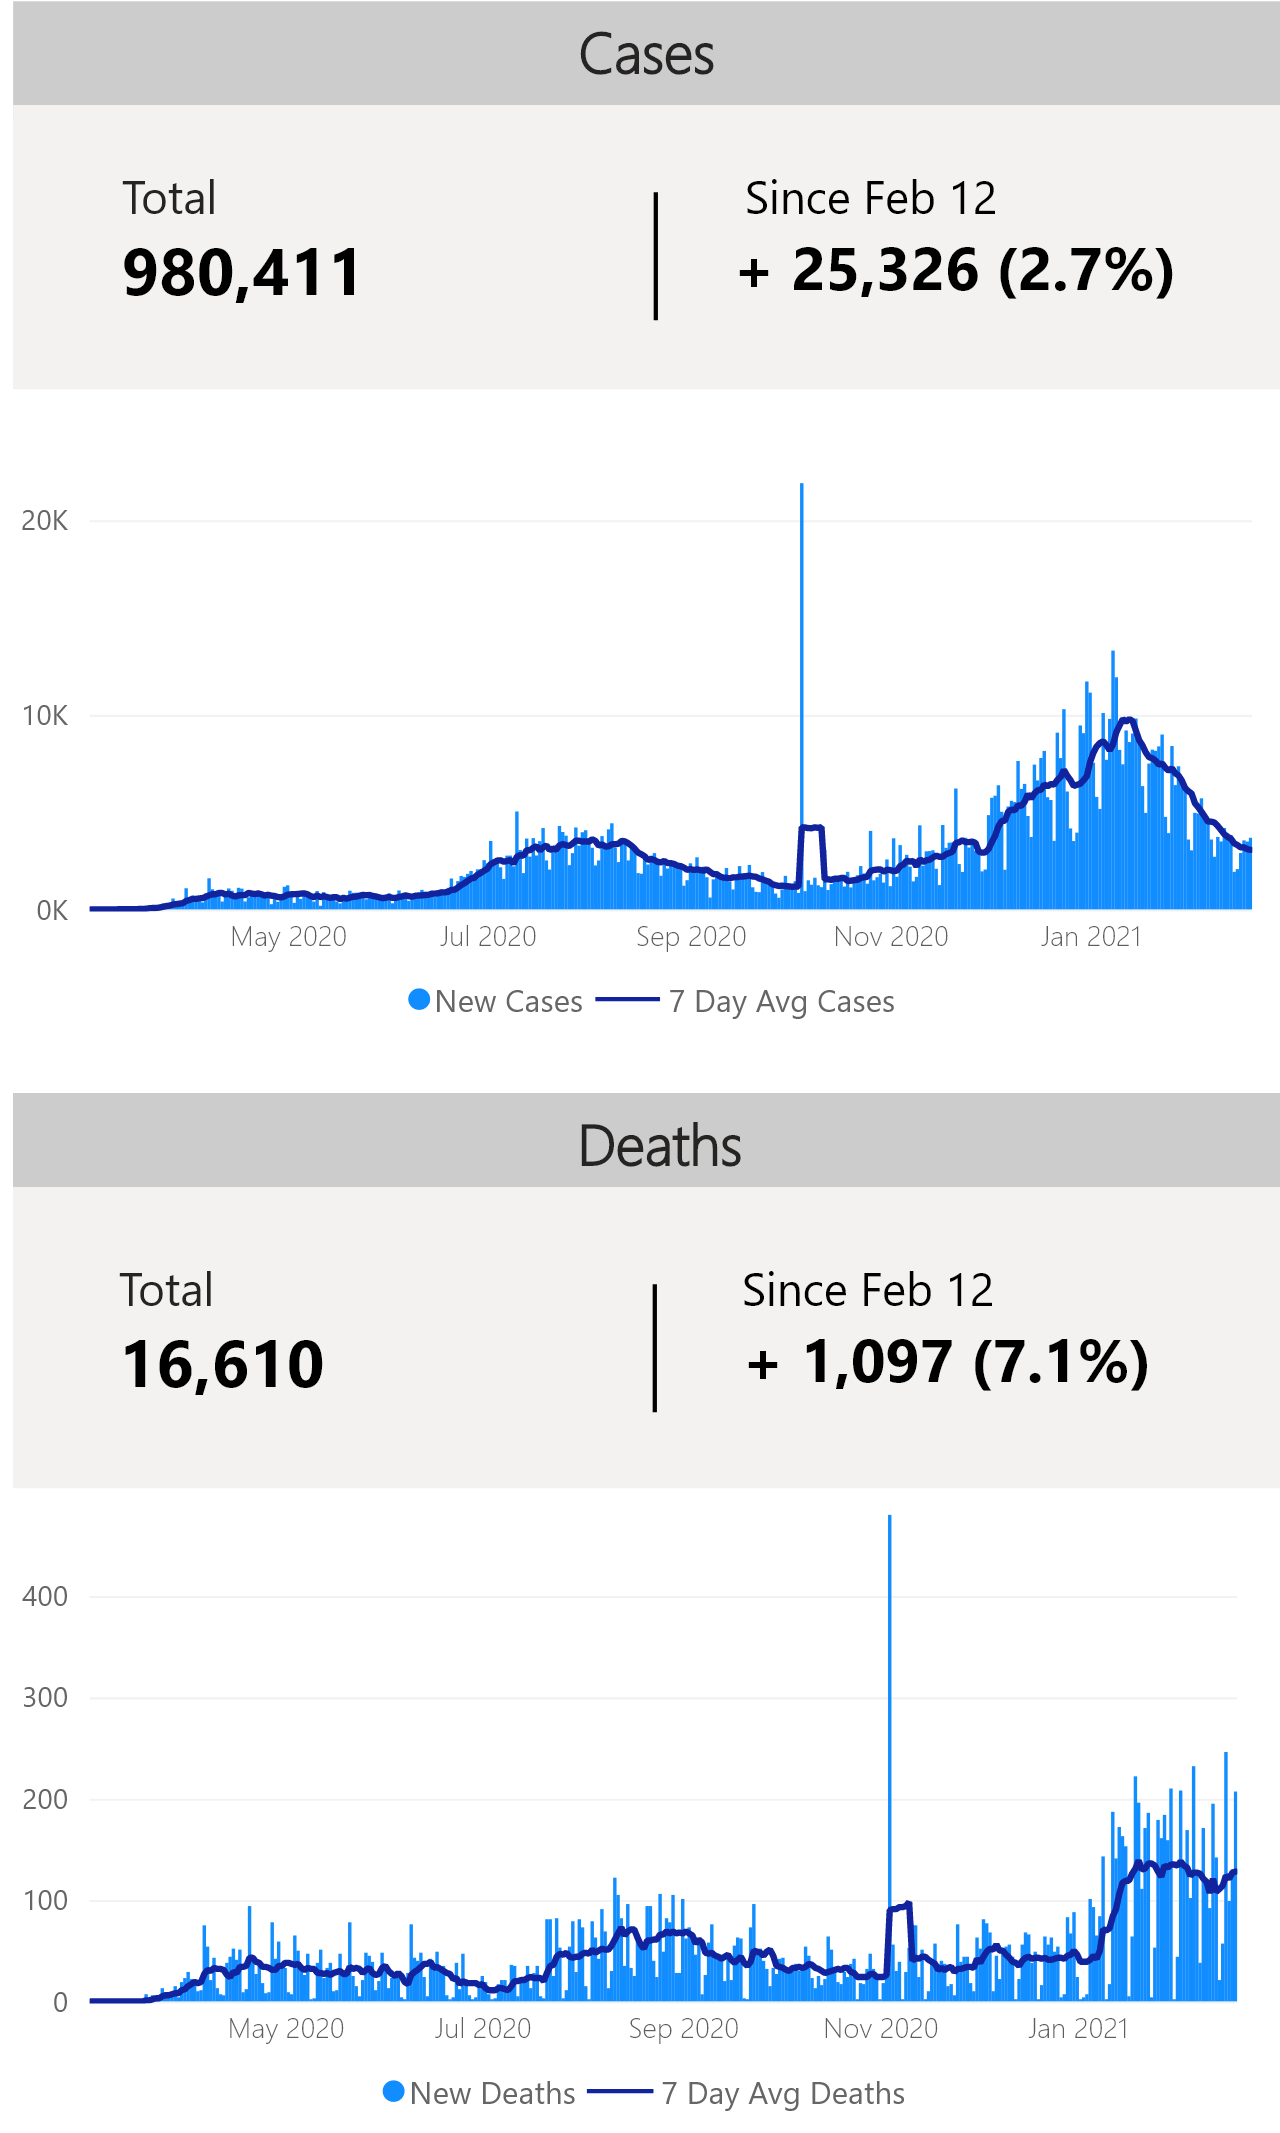 Cases
Total
Since Feb 12
980,411
+ 25,326 (2.7%)
20K
10K
0K
May 2020
Jul 2020
Sep 2020
Nov 2020
Jan 2021
New Cases
7 Day Avg Cases
Deaths
Total
Since Feb 12
16,610
+ 1,097 (7.1%)
400
300
200
100
0
May 2020
Jul 2020
Sep 2020
Nov 2020
Jan 2021
New Deaths
7 Day Avg Deaths